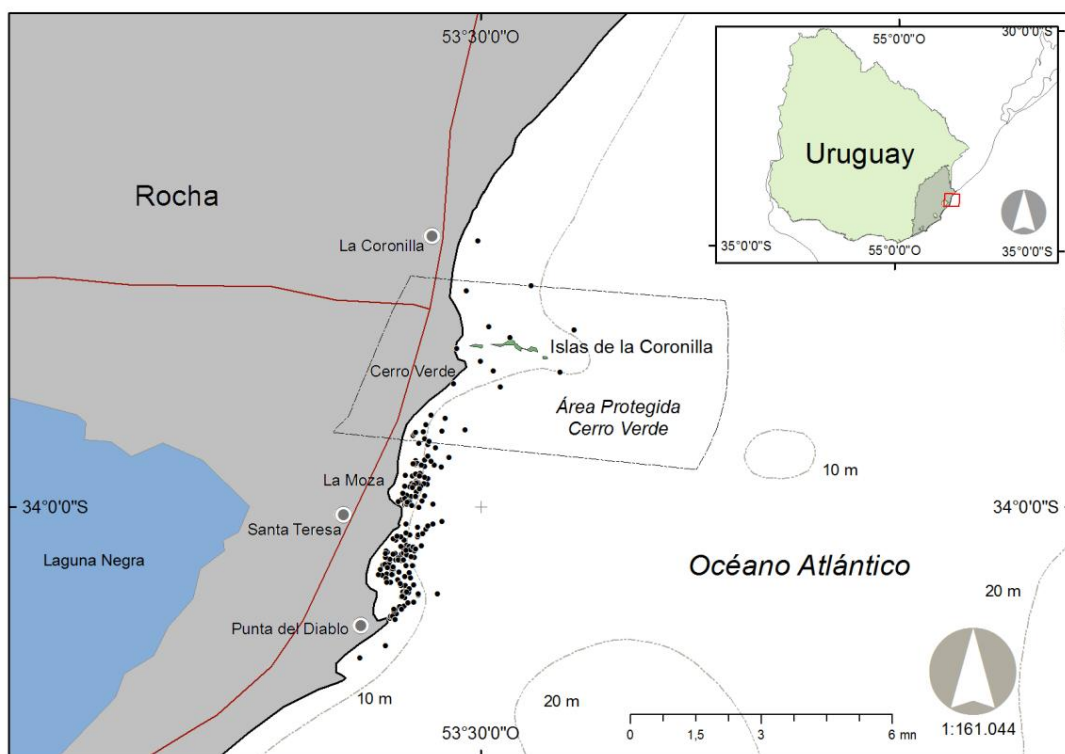 53°30'0"O
55°0'0"O
30°0'0"S
Uruguay
Rocha
La Coronilla
35°0'0"S
55°0'0"O
35°0'0"S
Islas de la Coronilla
Cerro Verde
Área Protegida
Cerro Verde
10 m
La Moza
34°0'0"S
34°0'0"S
Santa Teresa
Laguna Negra
Océano Atlántico
20 m
Punta del Diablo
10 m
20 m
0 1,5 3 6 mn
1:161.044
53°30'0"O